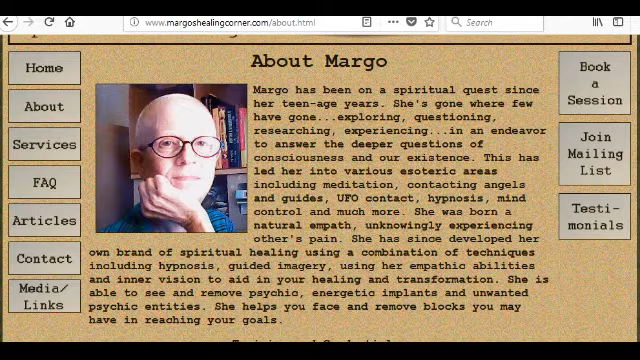 www.margoshealingcorner.com/about.html
Search
About Margo
Home
About
Services
FAQ
Articles
Contact
Media/
Links
Margo has been on a spiritual quest since
her teen-age years. She's gone where few
have gone...exploring, questioning,
researching, experiencing...in an endeavor
to answer the deeper questions of
consciousness and our existence. This has
led her into various esoteric areas
including meditation, contacting angels
and guides, UFO contact, hypnosis, mind
control and much more. She was born a
natural empath, unknowingly experiencing
other's pain. She has since developed her
own brand of spiritual healing using a combination of techniques
including hypnosis, guided imagery, using her empathic abilities
and inner vision to aid in your healing and transformation. She is
able to see and remove psychic, energetic implants and unwanted
psychic entities. She helps you face and remove blocks you may
have in reaching your goals.
Book
a
Session
Join
Mailing
List
Testi-
monials